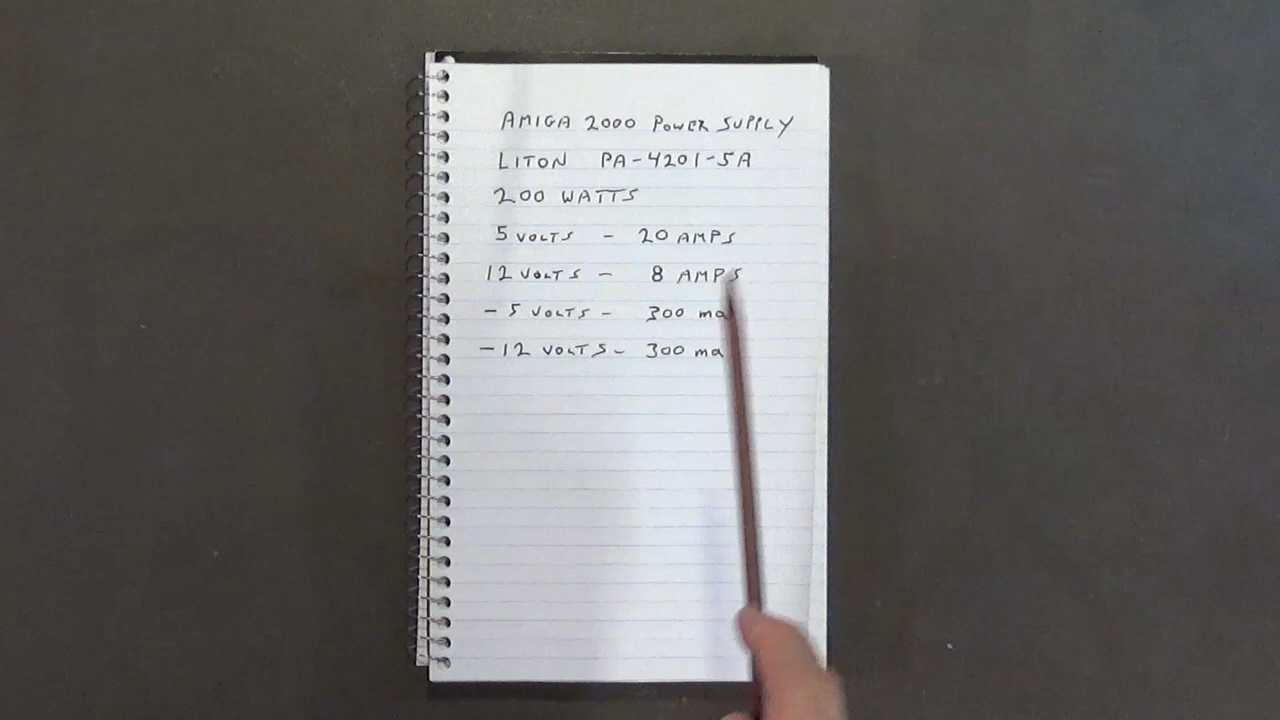 AMIGA 2000 POWER SUPPLY
LITON PA-4201-5A
200 WATTS
5 VOLTS - 20 AMPS
12 VOLTS - 8 AMPS
- 5 VOLTS - 300 ma
-12 VOLTS - 300 ma